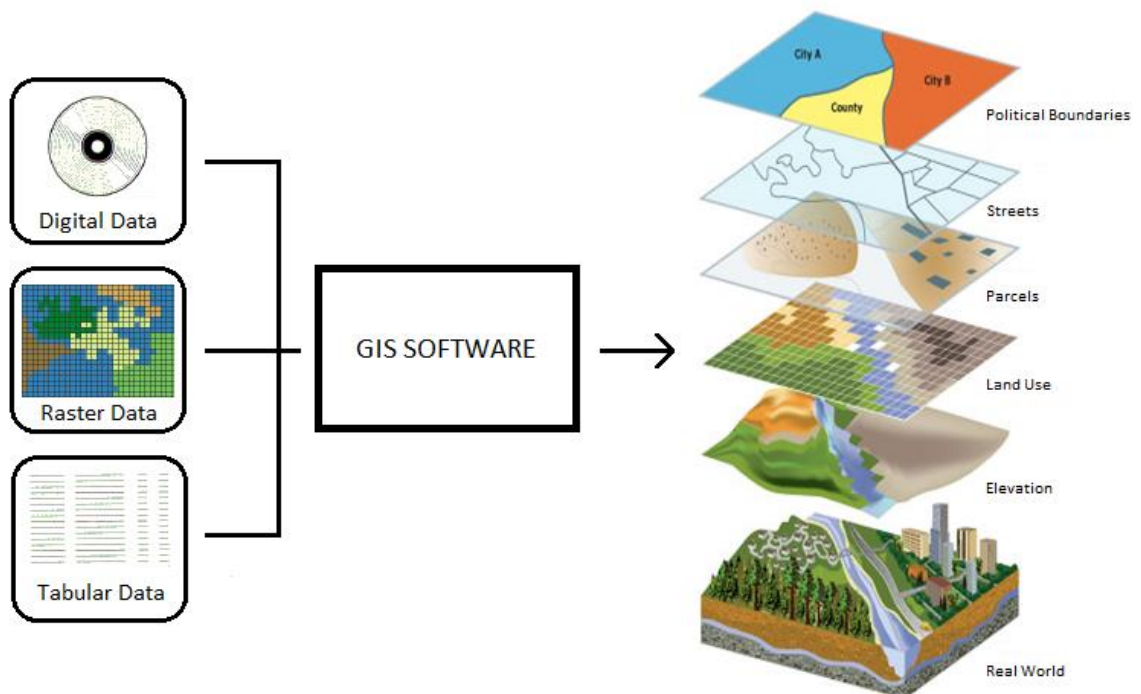 Digital Data
Raster Data
Tabular Data
GIS SOFTWARE
City A
City B
County
Political Boundaries
Streets
Parcels
Land Use
Elevation
Real World